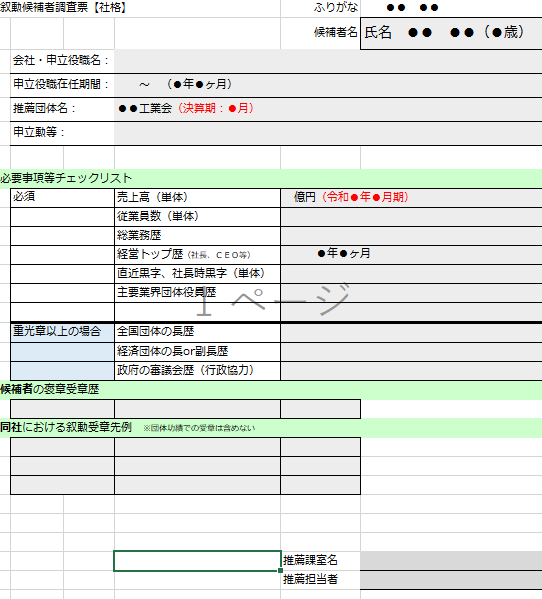 叙勲候補者調査票【社格】 ふりがな ●● ●●
候補者名 氏名 ●● ●●(●歳)
会社・申立役職名：
申立役職在任期間： ～ (●年●ヶ月)
推薦団体名： ●●工業会(決算期：●月)
申立勲等：
必要事項等チェックリスト
必須 売上高（単体） 億円(令和●年●月期)
従業員数（単体）
総業務歴
経営トップ歴（社長、ＣＥＯ等） ●年●ヶ月
直近黒字、社長時黒字（単体）
主要業界団体役員歴
1 ページ
重光章以上の場合 全国団体の長歴
経済団体の長or副長歴
政府の審議会歴（行政協力）
候補者の褒章受章歴
同社における叙勲受章先例 ※団体功績での受章は含めない
推薦課室名
推薦担当者